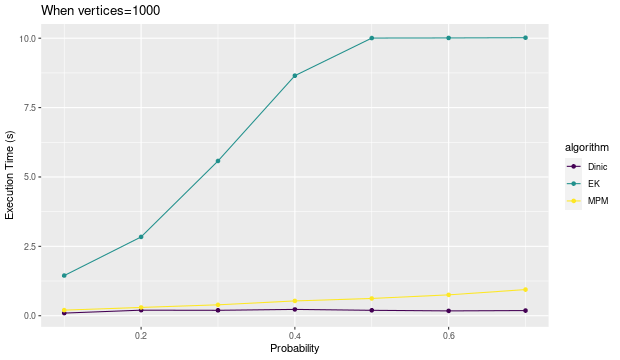 When vertices=1000
Execution Time (s)
10.0
7.5
5.0
2.5
0.0
0.2
0.4
0.6
Probability
algorithm
Dinic
EK
MPM